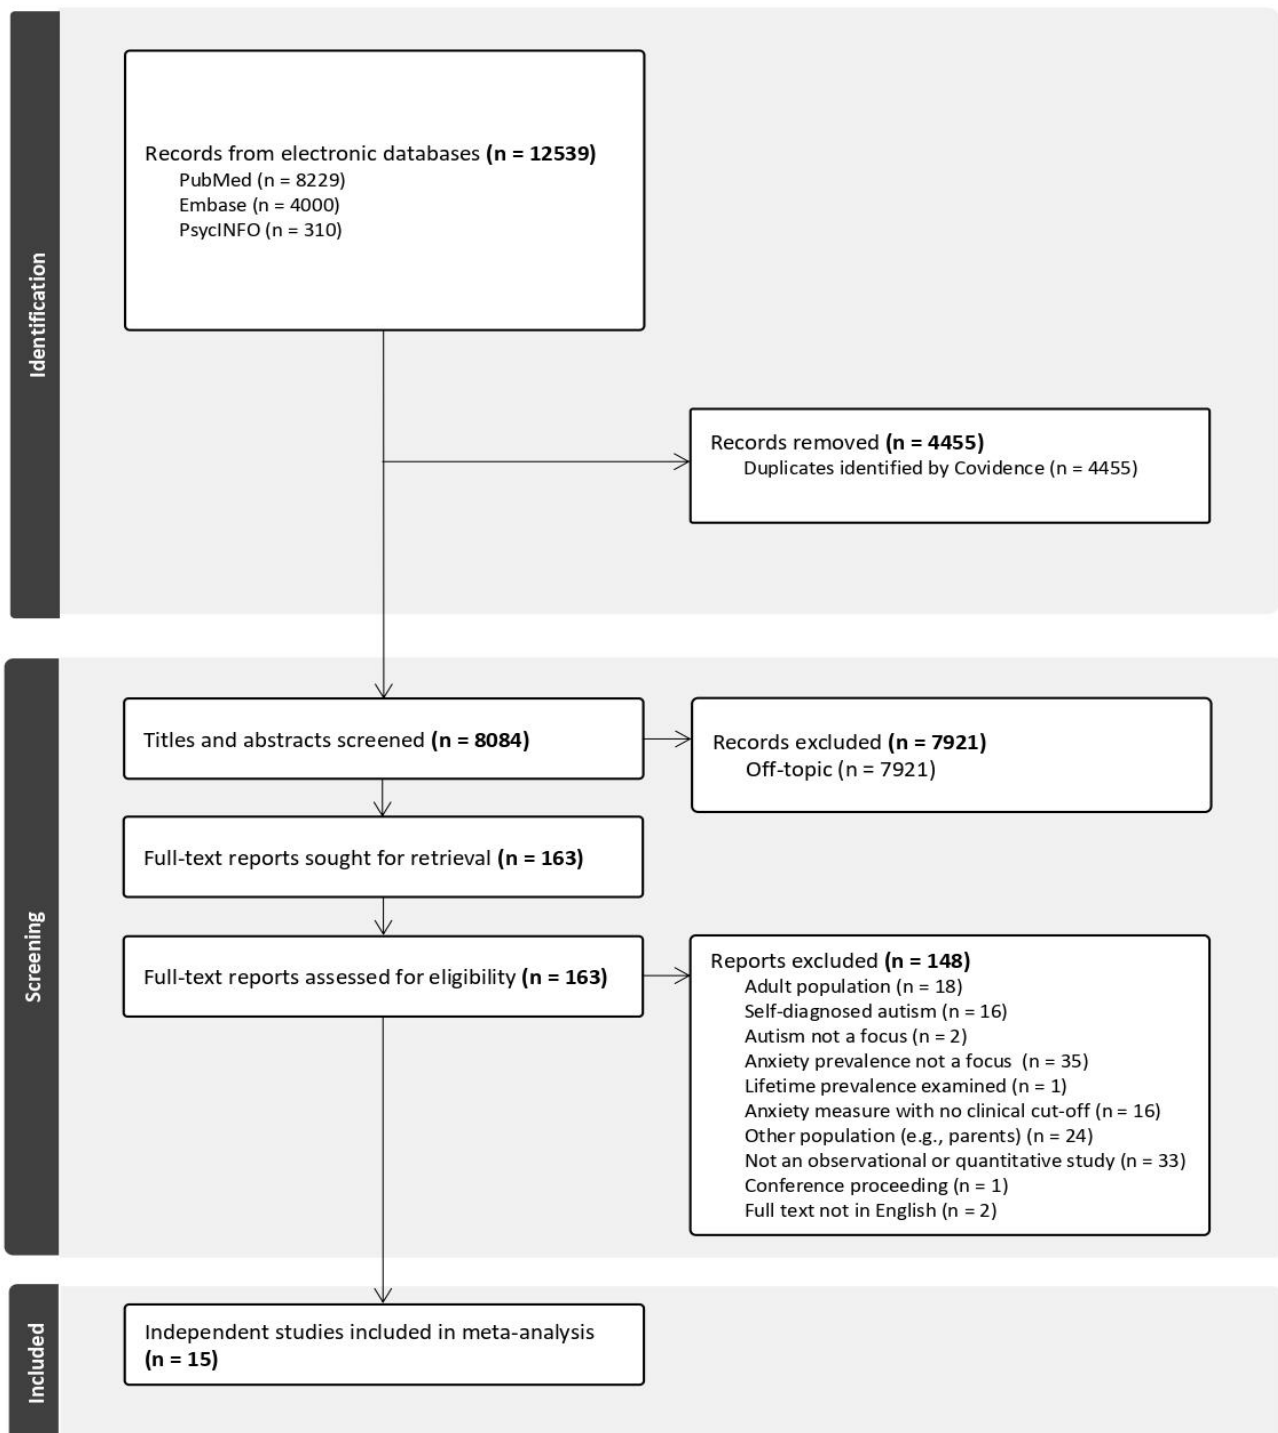 Identification
Records from electronic databases (n = 12539)
PubMed (n = 8229)
Embase (n = 4000)
PsycINFO (n = 310)
Records removed (n = 4455)
Duplicates identified by Covidence (n = 4455)
Screening
Titles and abstracts screened (n = 8084)
Records excluded (n = 7921)
Off-topic (n = 7921)
Full-text reports sought for retrieval (n = 163)
Full-text reports assessed for eligibility (n = 163)
Reports excluded (n = 148)
Adult population (n = 18)
Self-diagnosed autism (n = 16)
Autism not a focus (n = 2)
Anxiety prevalence not a focus (n = 35)
Lifetime prevalence examined (n = 1)
Anxiety measure with no clinical cut-off (n = 16)
Other population (e.g., parents) (n = 24)
Not an observational or quantitative study (n = 33)
Conference proceeding (n = 1)
Full text not in English (n = 2)
Included
Independent studies included in meta-analysis
(n = 15)